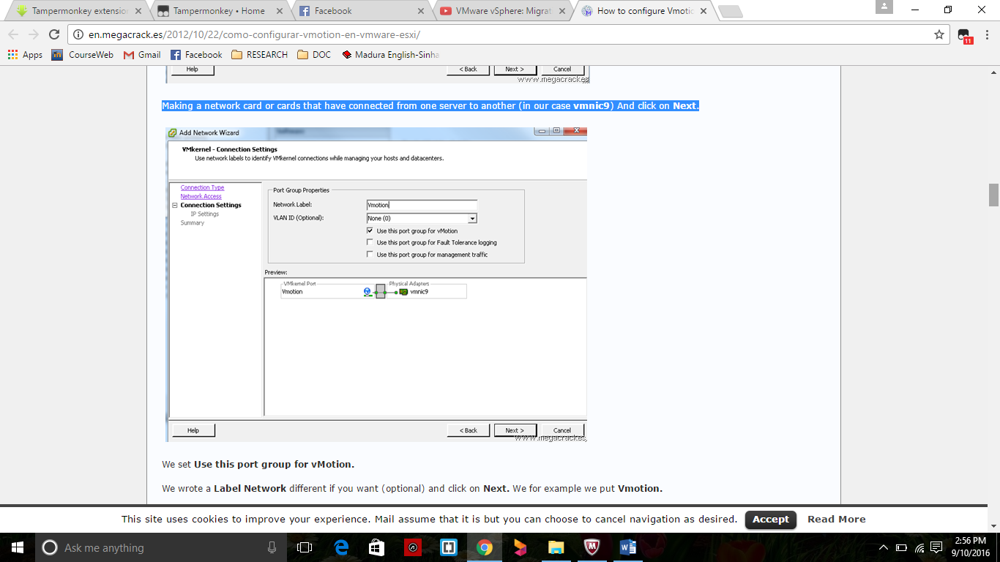 Tampermonkey extension
Tampermonkey • Home
Facebook
VMware vSphere: Migrat
How to configure Vmotio
en.megacrack.es/2012/10/22/como-configurar-vmotion-en-vmware-esxi/
11
Apps
CourseWeb
Gmail
Facebook
RESEARCH
DOC
Madura English-Sinha
Help
< Back
Next >
Cancel
www.megacrack.es
Making a network card or cards that have connected from one server to another (in our case vmnic9) And click on Next.
Add Network Wizard
VMkernel - Connection Settings
Use network labels to identify VMkernel connections while managing your hosts and datacenters.
Connection Type
Network Access
Connection Settings
IP Settings
Summary
Port Group Properties
Network Label:
Vmotion
VLAN ID (Optional):
None (0)
Use this port group for vMotion
Use this port group for Fault Tolerance logging
Use this port group for management traffic
Preview:
VMkernel Port
Vmotion
Physical Adapters
vmnic9
Help
< Back
Next >
Cancel
www.megacrack.es
We set Use this port group for vMotion.
We wrote a Label Network different if you want (optional) and click on Next. We for example we put Vmotion.
This site uses cookies to improve your experience. Mail assume that it is but you can choose to cancel navigation as desired.
Accept
Read More
Ask me anything
2:56 PM
9/10/2016